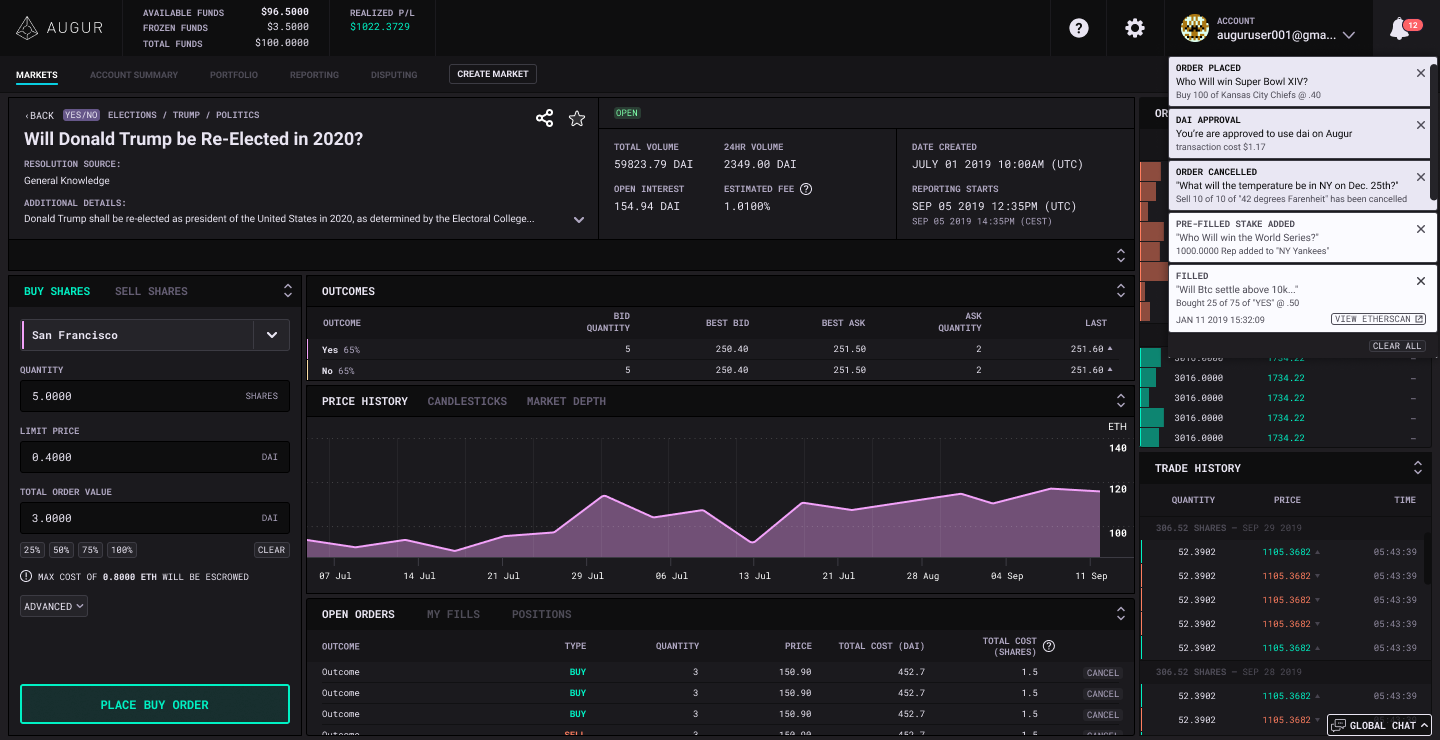 AUGUR
AVAILABLE FUNDS $96.5000
FROZEN FUNDS $3.5000
TOTAL FUNDS $100.0000
REALIZED P/L
$1022.3729
?
ACCOUNT
auguruser001@gma...
12
MARKETS ACCOUNT SUMMARY PORTFOLIO REPORTING DISPUTING CREATE MARKET
‹ BACK YES/NO ELECTIONS / TRUMP / POLITICS
Will Donald Trump be Re-Elected in 2020?
RESOLUTION SOURCE:
General Knowledge
ADDITIONAL DETAILS:
Donald Trump shall be re-elected as president of the United States in 2020, as determined by the Electoral College...
OPEN
TOTAL VOLUME 24HR VOLUME
59823.79 DAI 2349.00 DAI
OPEN INTEREST ESTIMATED FEE ?
154.94 DAI 1.0100%
DATE CREATED
JULY 01 2019 10:00AM (UTC)
REPORTING STARTS
SEP 05 2019 12:35PM (UTC)
SEP 05 2019 14:35PM (CEST)
OR
ORDER PLACED
Who Will win Super Bowl XIV?
Buy 100 of Kansas City Chiefs @ .40
DAI APPROVAL
You're are approved to use dai on Augur
transaction cost $1.17
ORDER CANCELLED
"What will the temperature be in NY on Dec. 25th?"
Sell 10 of 10 of "42 degrees Farenheit" has been cancelled
PRE-FILLED STAKE ADDED
"Who Will win the World Series?"
1000.0000 Rep added to "NY Yankees"
FILLED
"Will Btc settle above 10k..."
Bought 25 of 75 of "YES" @ .50
JAN 11 2019 15:32:09 VIEW ETHERSCAN
CLEAR ALL
BUY SHARES SELL SHARES
San Francisco
QUANTITY
5.0000 SHARES
LIMIT PRICE
0.4000 DAI
TOTAL ORDER VALUE
3.0000 DAI
25% 50% 75% 100% CLEAR
MAX COST OF 0.8000 ETH WILL BE ESCROWED
ADVANCED
PLACE BUY ORDER
OUTCOMES
OUTCOME BID QUANTITY BEST BID BEST ASK ASK QUANTITY LAST
Yes 65% 5 250.40 251.50 2 251.60
No 65% 5 250.40 251.50 2 251.60
PRICE HISTORY CANDLESTICKS MARKET DEPTH
ETH
140
120
100
07 Jul 14 Jul 21 Jul 29 Jul 06 Jul 13 Jul 21 Jul 28 Aug 04 Sep 11 Sep
OPEN ORDERS MY FILLS POSITIONS
OUTCOME TYPE QUANTITY PRICE TOTAL COST (DAI) TOTAL COST (SHARES) ?
Outcome BUY 3 150.90 452.7 1.5 CANCEL
Outcome BUY 3 150.90 452.7 1.5 CANCEL
Outcome BUY 3 150.90 452.7 1.5 CANCEL
Outcome SELL 3 150.90 452.7 1.5 CANCEL
3016.0000 1734.22
3016.0000 1734.22 —
3016.0000 1734.22 —
3016.0000 1734.22 —
3016.0000 1734.22 —
TRADE HISTORY
QUANTITY PRICE TIME
306.52 SHARES — SEP 29 2019
52.3902 1105.3682 05:43:39
52.3902 1105.3682 05:43:39
52.3902 1105.3682 05:43:39
52.3902 1105.3682 05:43:39
52.3902 1105.3682 05:43:39
306.52 SHARES — SEP 28 2019
52.3902 1105.3682 05:43:39
52.3902 1105.3682
GLOBAL CHAT